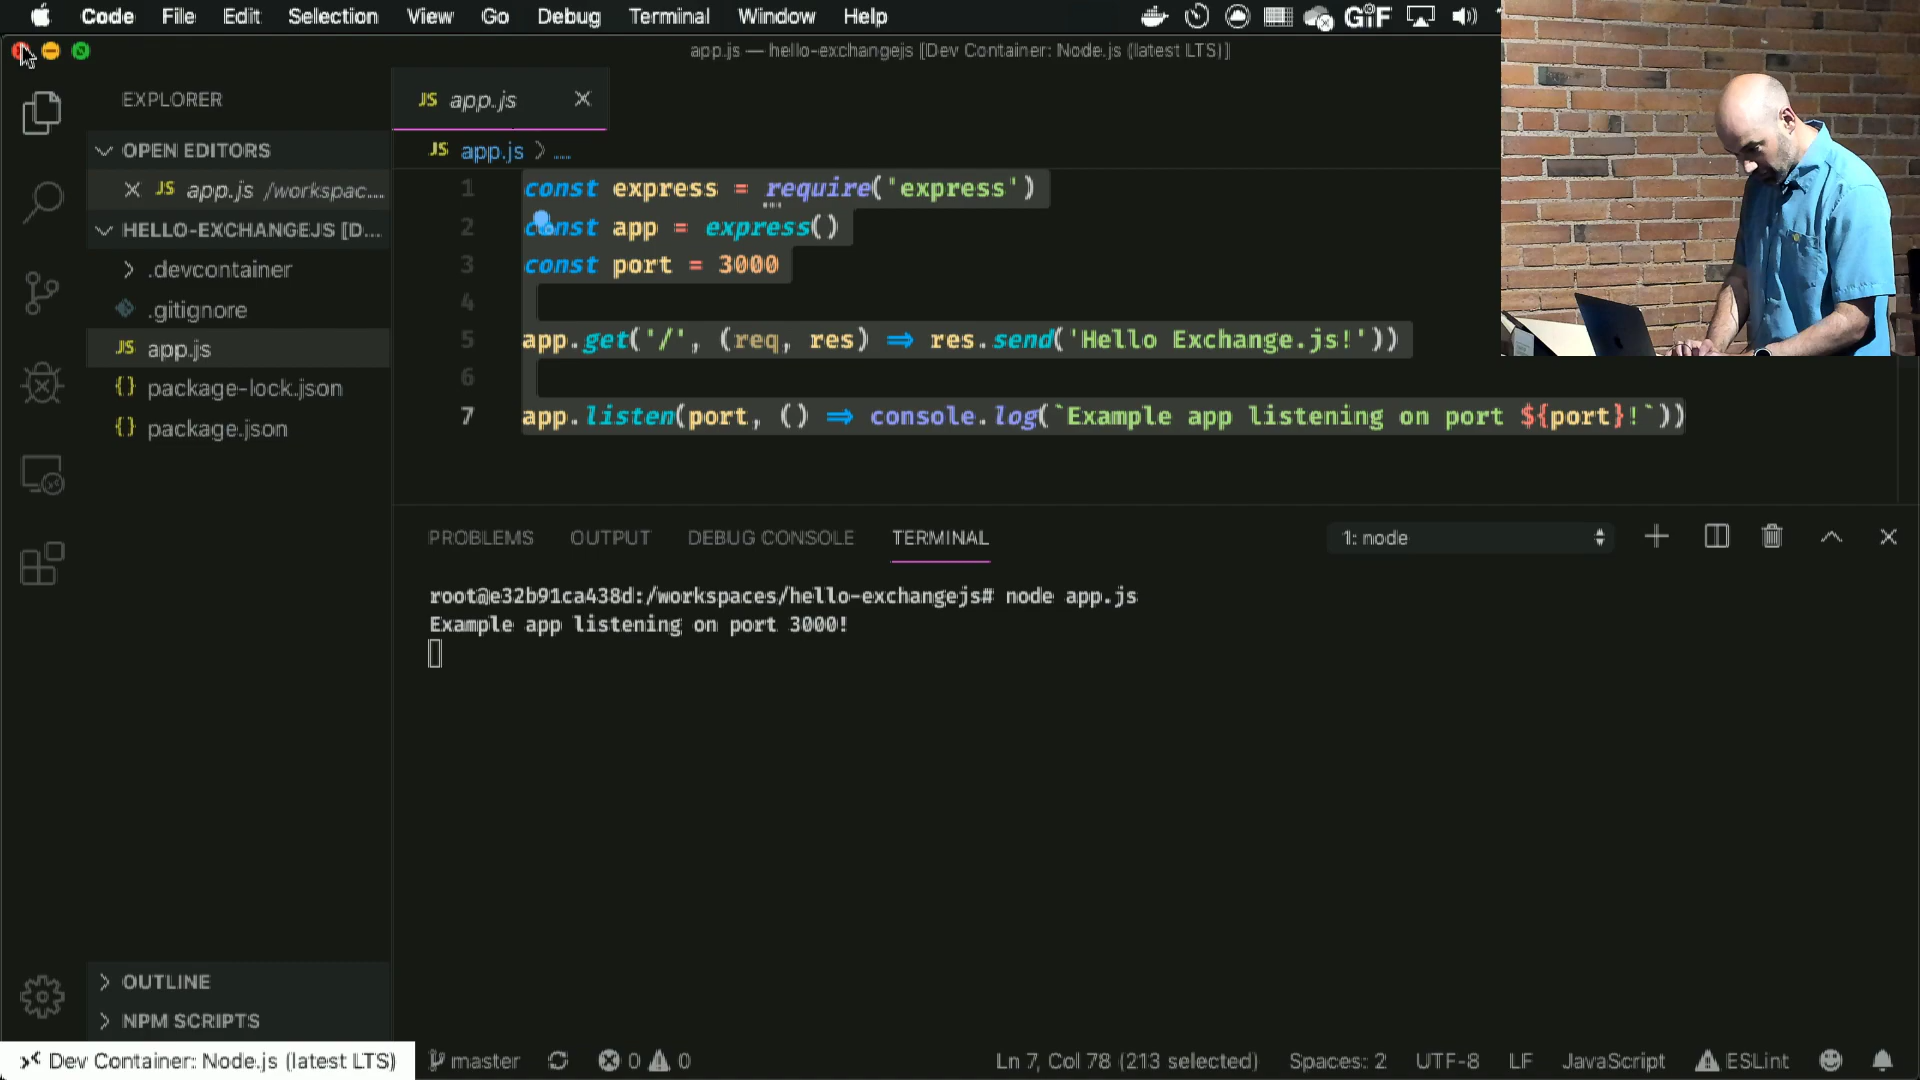 Code File Edit Selection View Go Debug Terminal Window Help GIF
app.js — hello-exchangejs [Dev Container: Node.js (latest LTS)]
EXPLORER
OPEN EDITORS
JS app.js /workspac...
HELLO-EXCHANGEJS [D...
.devcontainer
.gitignore
JS app.js
{} package-lock.json
{} package.json
OUTLINE
NPM SCRIPTS
JS app.js
JS app.js > ...
1 const express = require('express')
2 const app = express()
3 const port = 3000
4
5 app.get('/', (req, res) => res.send('Hello Exchange.js!'))
6
7 app.listen(port, () => console.log(`Example app listening on port ${port}!`))
PROBLEMS OUTPUT DEBUG CONSOLE TERMINAL 1: node
root@e32b91ca438d:/workspaces/hello-exchangejs# node app.js
Example app listening on port 3000!
Dev Container: Node.js (latest LTS) master 0 0 Ln 7, Col 78 (213 selected) Spaces: 2 UTF-8 LF JavaScript ESLint